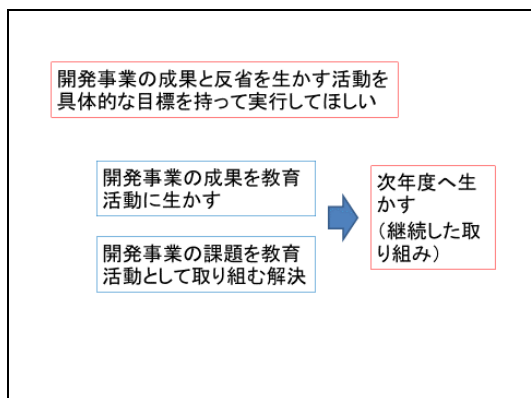 開発事業の成果と反省を生かす活動を
具体的な目標を持って実行してほしい
開発事業の成果を教育
活動に生かす
開発事業の課題を教育
活動として取り組む解決
次年度へ生
かす
（継続した取
り組み）